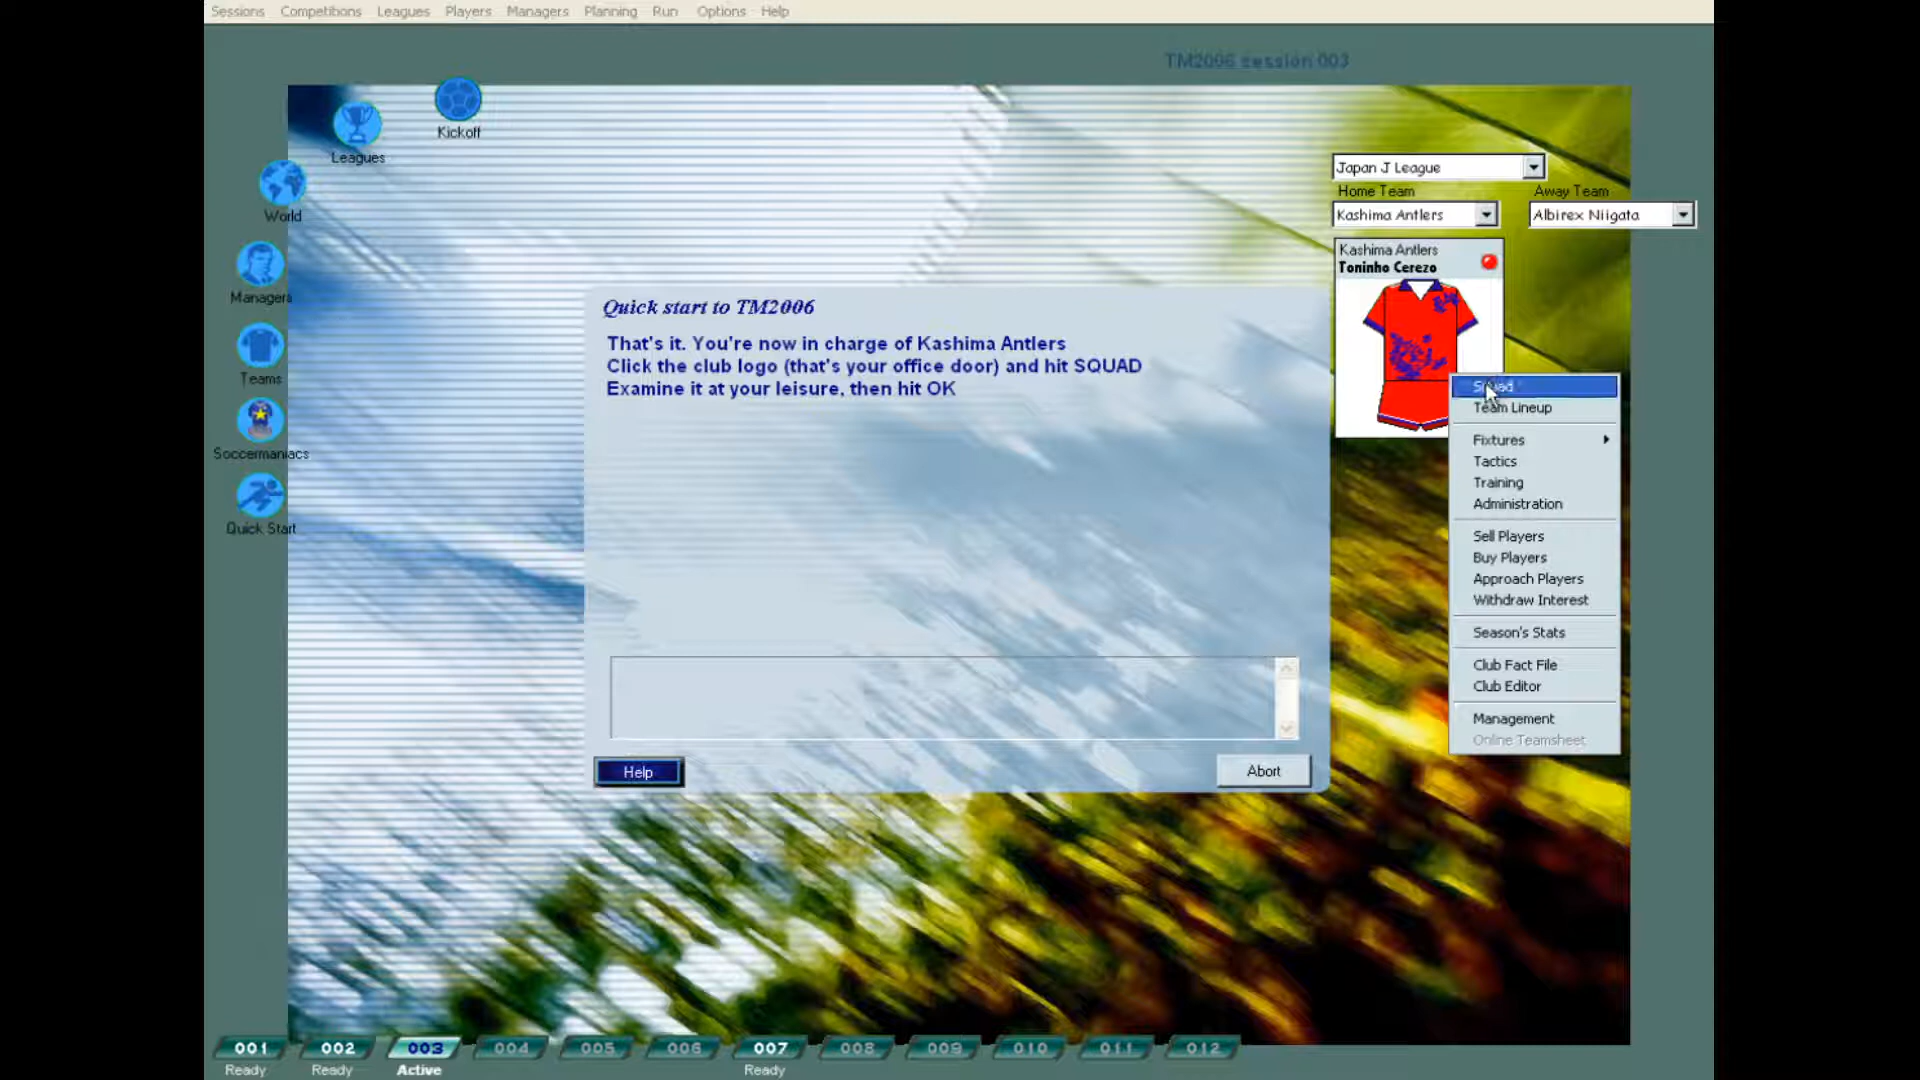 Sessions Competitions Leagues Players Managers Planning Run Options Help
TM2006 session 003
Kickoff
Leagues
World
Managers
Teams
Soccermaniacs
Quick Start
Japan J League
Home Team Away Team
Kashima Antlers Albirex Niigata
Kashima Antlers
Toninho Cerezo
Quick start to TM2006
That's it. You're now in charge of Kashima Antlers
Click the club logo (that's your office door) and hit SQUAD
Examine it at your leisure, then hit OK
Squad
Team Lineup
Fixtures
Tactics
Training
Administration
Sell Players
Buy Players
Approach Players
Withdraw Interest
Season's Stats
Club Fact File
Club Editor
Management
Online Teamsheet
Help Abort
001 002 003 004 005 006 007 008 009 010 011 012
Ready Ready Active Ready